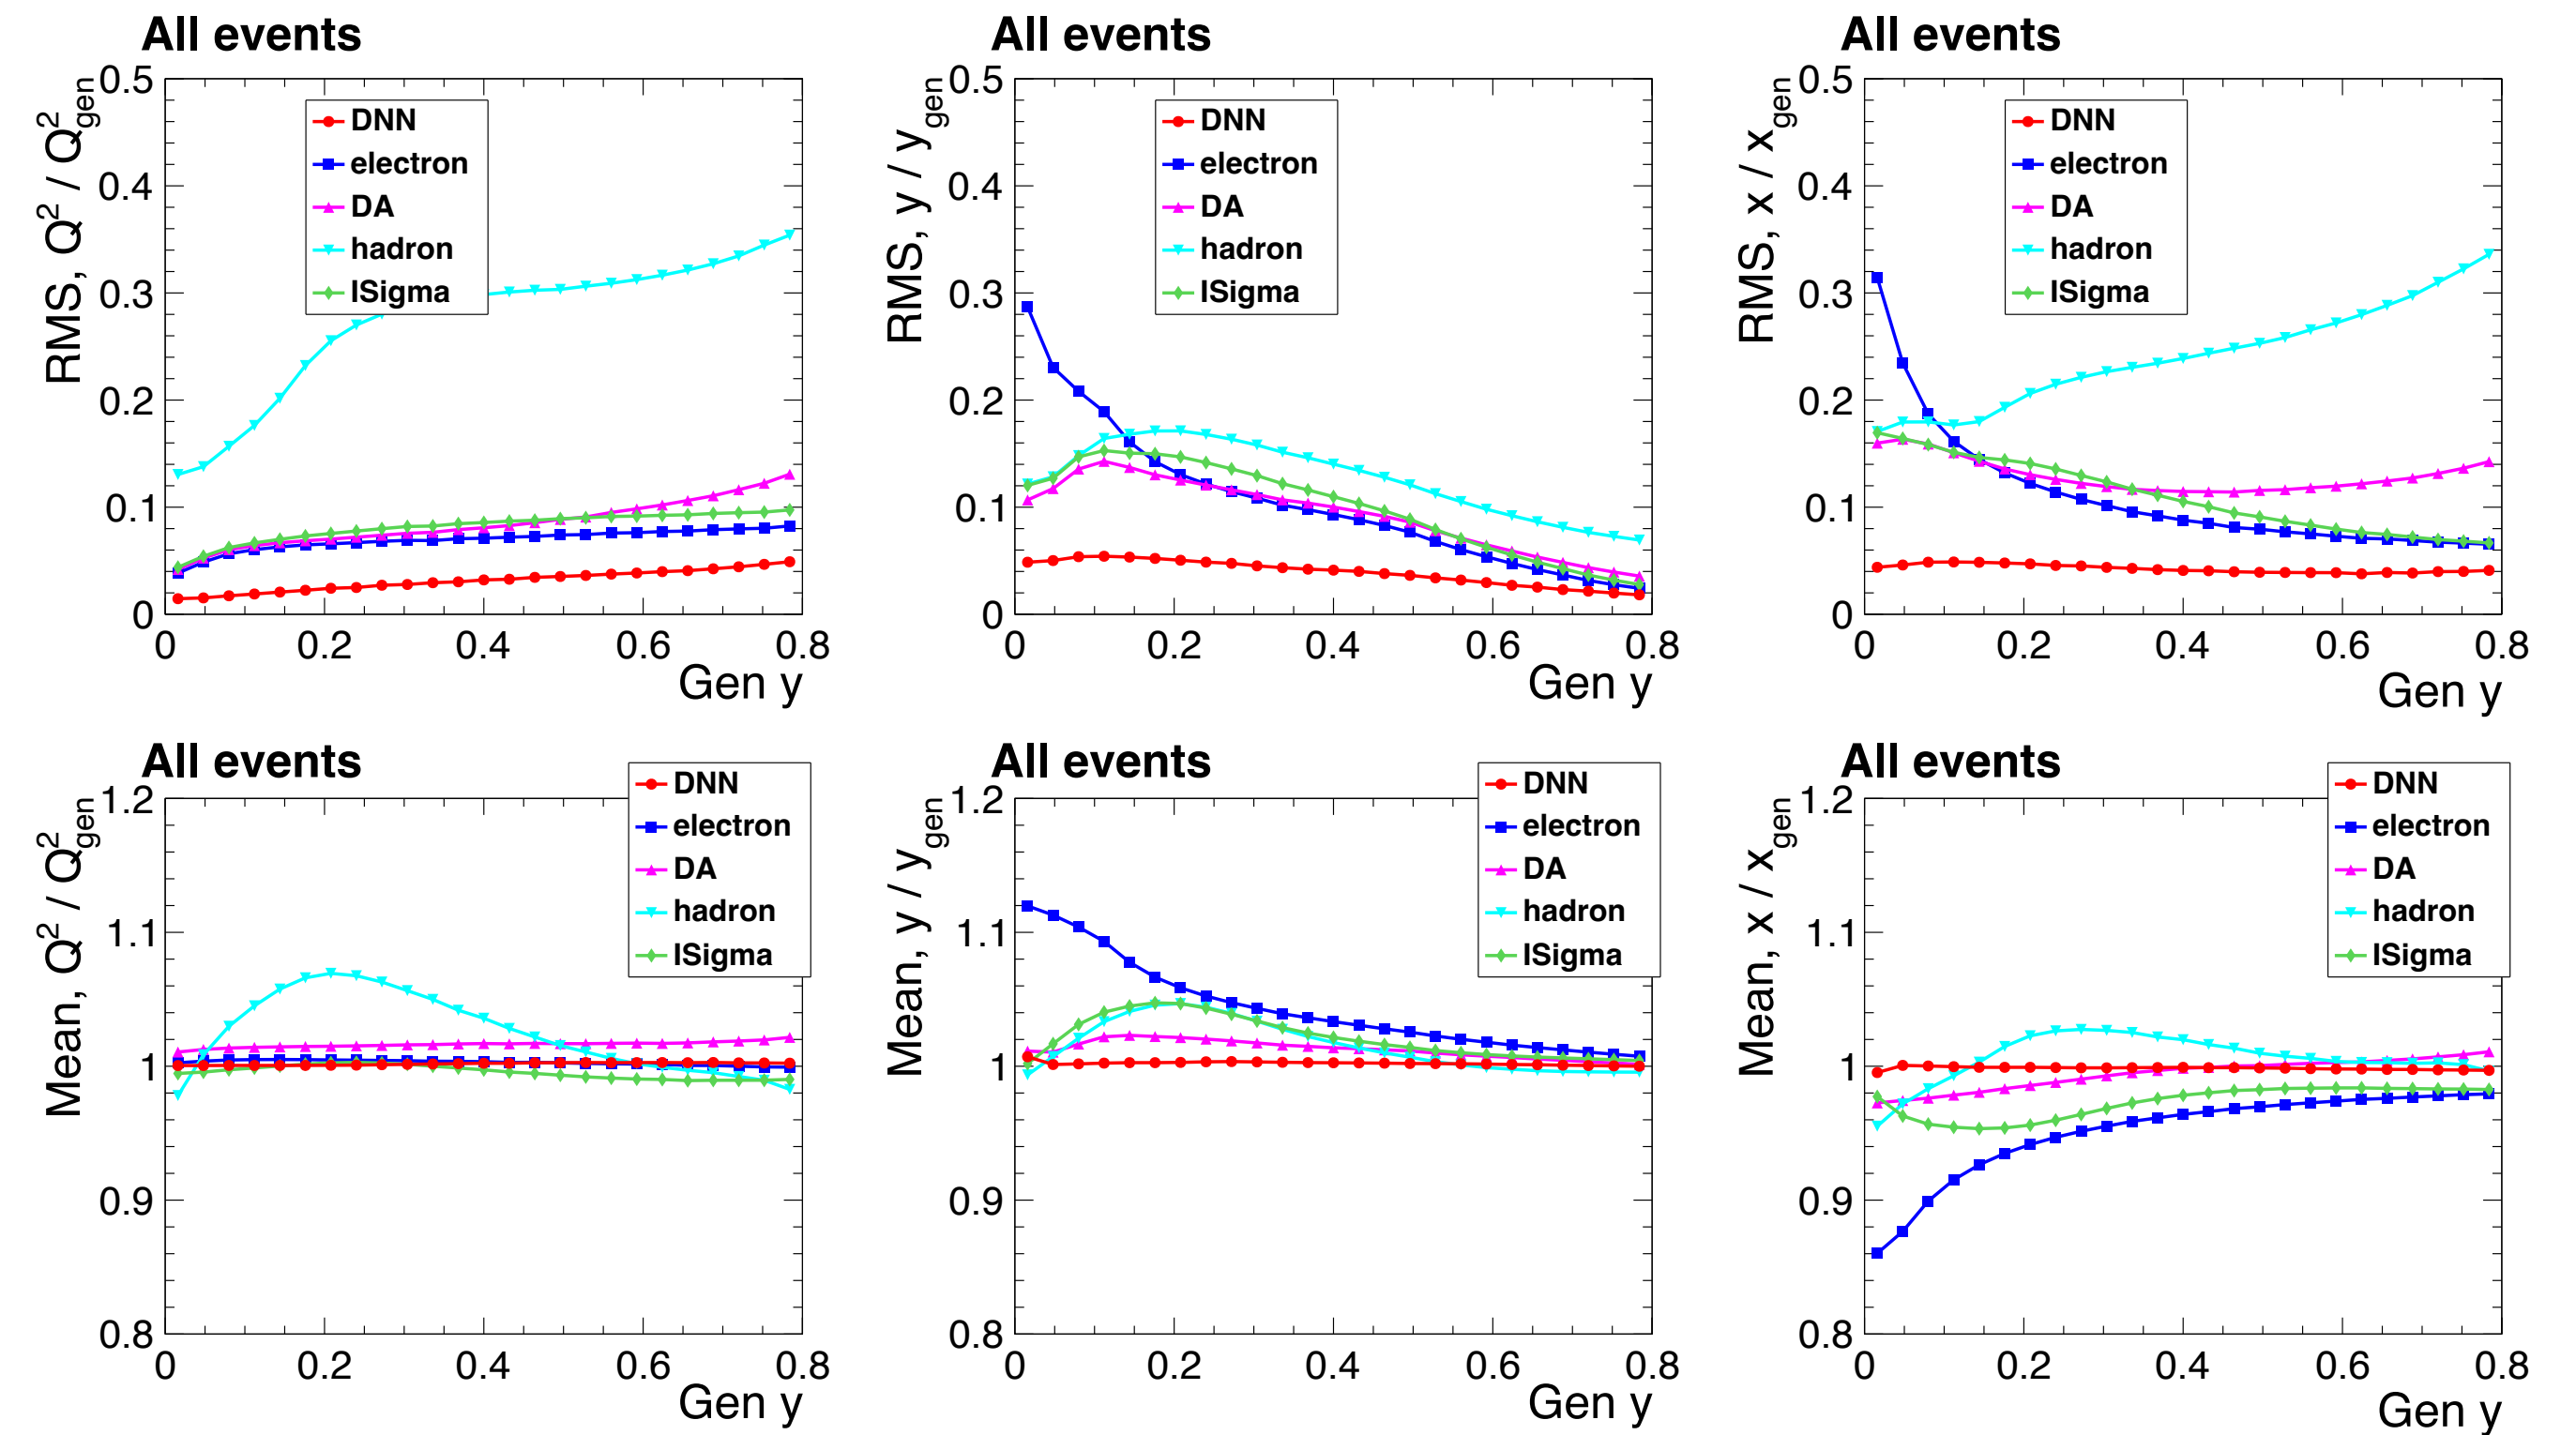 All events
RMS, Q² / Q²gen
0.5
0.4
0.3
0.2
0.1
0
DNN
electron
DA
hadron
ISigma
0 0.2 0.4 0.6 0.8
Gen y
All events
RMS, y / ygen
0.5
0.4
0.3
0.2
0.1
0
DNN
electron
DA
hadron
ISigma
0 0.2 0.4 0.6 0.8
Gen y
All events
RMS, x / xgen
0.5
0.4
0.3
0.2
0.1
0
DNN
electron
DA
hadron
ISigma
0 0.2 0.4 0.6 0.8
Gen y
All events
Mean, Q² / Q²gen
1.2
1.1
1
0.9
0.8
DNN
electron
DA
hadron
ISigma
0 0.2 0.4 0.6 0.8
Gen y
All events
Mean, y / ygen
1.2
1.1
1
0.9
0.8
DNN
electron
DA
hadron
ISigma
0 0.2 0.4 0.6 0.8
Gen y
All events
Mean, x / xgen
1.2
1.1
1
0.9
0.8
DNN
electron
DA
hadron
ISigma
0 0.2 0.4 0.6 0.8
Gen y